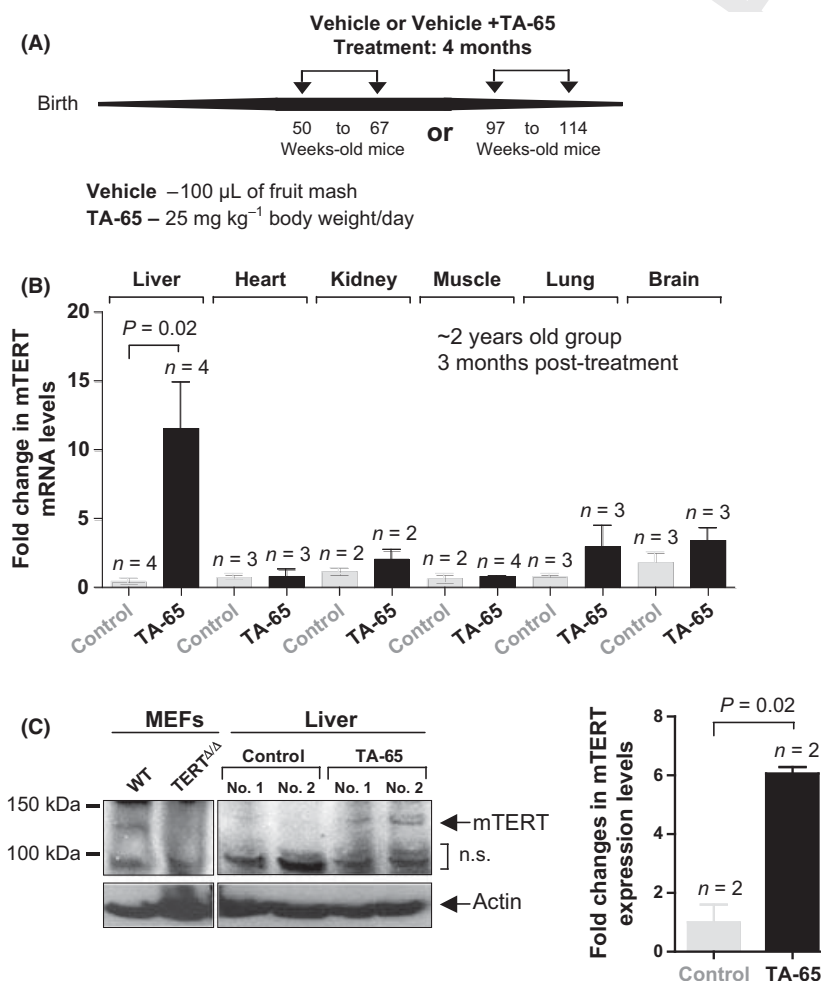 (A)
Vehicle or Vehicle +TA-65
Treatment: 4 months
Birth
50 to 67
Weeks-old mice
or
97 to 114
Weeks-old mice
Vehicle –100 µL of fruit mash
TA-65 – 25 mg kg⁻¹ body weight/day
(B)
Liver Heart Kidney Muscle Lung Brain
Fold change in mTERT
mRNA levels
20
15
10
5
0
P = 0.02
~2 years old group
3 months post-treatment
n = 4 n = 4 n = 3 n = 3 n = 2 n = 2 n = 2 n = 4 n = 3 n = 3 n = 3 n = 3
Control TA-65 Control TA-65 Control TA-65 Control TA-65 Control TA-65 Control TA-65
(C)
MEFs Liver
Control TA-65
WT TERTΔ/Δ No. 1 No. 2 No. 1 No. 2
150 kDa
mTERT
100 kDa
n.s.
Actin
Fold changes in mTERT
expression levels
8
6
4
2
0
P = 0.02
n = 2
n = 2
Control TA-65